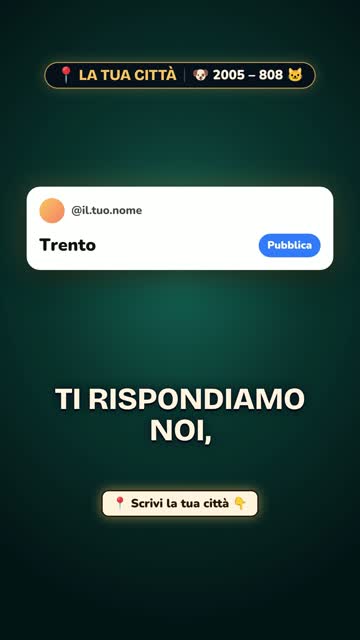 📍 LA TUA CITTÀ | 🐶 2005 – 808 🐱
@il.tuo.nome
Trento
Pubblica
TI RISPONDIAMO
NOI,
📍 Scrivi la tua città 👇